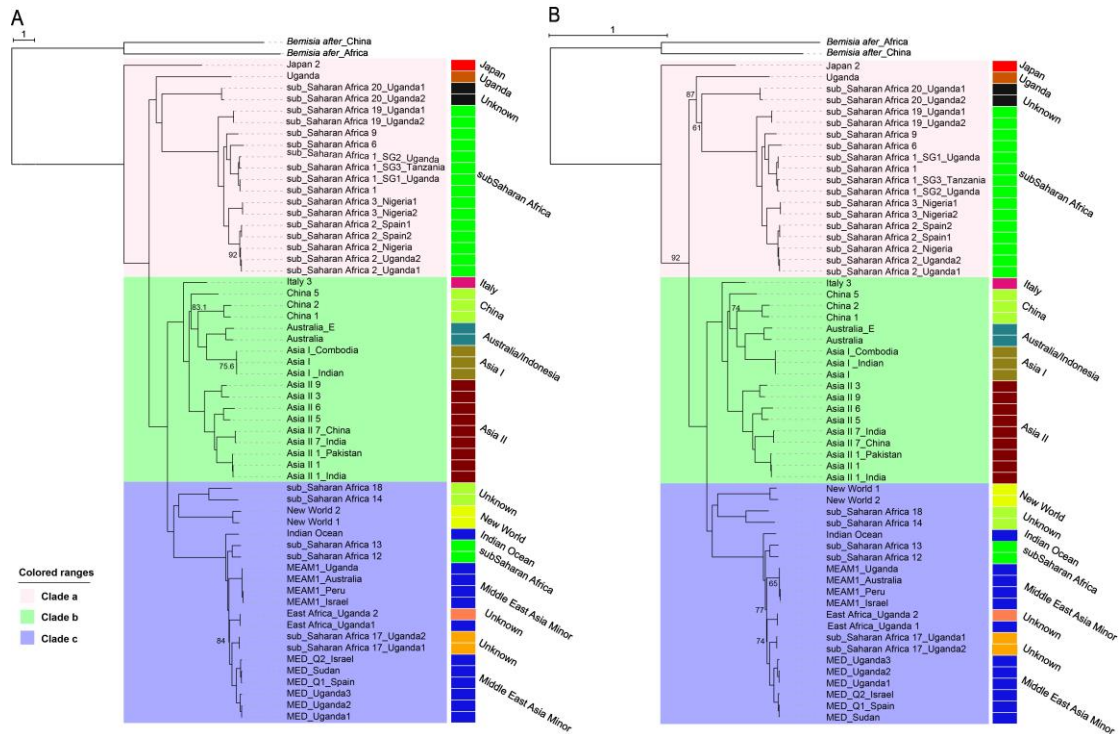 A
1
Bemisia after_China
Bemisia afer_Africa
Japan 2
Uganda
sub_Saharan Africa 20_Uganda1
sub_Saharan Africa 20_Uganda2
sub_Saharan Africa 19_Uganda1
sub_Saharan Africa 19_Uganda2
sub_Saharan Africa 9
sub_Saharan Africa 6
sub_Saharan Africa 1_SG2_Uganda
sub_Saharan Africa 1_SG3_Tanzania
sub_Saharan Africa 1_SG1_Uganda
sub_Saharan Africa 1
sub_Saharan Africa 3_Nigeria1
sub_Saharan Africa 3_Nigeria2
sub_Saharan Africa 2_Spain1
sub_Saharan Africa 2_Spain2
sub_Saharan Africa 2_Nigeria
92
sub_Saharan Africa 2_Uganda2
sub_Saharan Africa 2_Uganda1
Italy 3
China 5
83.1
China 2
China 1
Australia_E
Australia
Asia I_Combodia
Asia I
75.6
Asia I _Indian
Asia II 9
Asia II 3
Asia II 6
Asia II 5
Asia II 7_China
Asia II 7_India
Asia II 1_Pakistan
Asia II 1
Asia II 1_India
sub_Saharan Africa 18
sub_Saharan Africa 14
New World 2
New World 1
Indian Ocean
sub_Saharan Africa 13
sub_Saharan Africa 12
MEAM1_Uganda
MEAM1_Australia
MEAM1_Peru
MEAM1_Israel
East Africa_Uganda 2
East Africa_Uganda1
84
sub_Saharan Africa 17_Uganda2
sub_Saharan Africa 17_Uganda1
MED_Q2_Israel
MED_Sudan
MED_Q1_Spain
MED_Uganda3
MED_Uganda2
MED_Uganda1
Japan
Uganda
Unknown
subSaharan Africa
Italy
China
Australia/Indonesia
Asia I
Asia II
Unknown
New World
Indian Ocean
subSaharan Africa
Middle East Asia Minor
Unknown
Unknown
Middle East Asia Minor
Colored ranges
Clade a
Clade b
Clade c
B
1
Bemisia afer_Africa
Bemisia afer_China
Japan 2
Uganda
87
sub_Saharan Africa 20_Uganda1
sub_Saharan Africa 20_Uganda2
sub_Saharan Africa 19_Uganda1
61
sub_Saharan Africa 19_Uganda2
sub_Saharan Africa 9
sub_Saharan Africa 6
sub_Saharan Africa 1_SG1_Uganda
sub_Saharan Africa 1
sub_Saharan Africa 1_SG3_Tanzania
sub_Saharan Africa 1_SG2_Uganda
sub_Saharan Africa 3_Nigeria1
sub_Saharan Africa 3_Nigeria2
sub_Saharan Africa 2_Spain2
sub_Saharan Africa 2_Spain1
sub_Saharan Africa 2_Nigeria
92
sub_Saharan Africa 2_Uganda2
sub_Saharan Africa 2_Uganda1
Italy 3
China 5
74
China 2
China 1
Australia_E
Australia
Asia I_Combodia
Asia I _Indian
Asia I
Asia II 3
Asia II 9
Asia II 6
Asia II 5
Asia II 7_India
Asia II 7_China
Asia II 1_Pakistan
Asia II 1
Asia II 1_India
New World 1
New World 2
sub_Saharan Africa 18
sub_Saharan Africa 14
Indian Ocean
sub_Saharan Africa 13
sub_Saharan Africa 12
MEAM1_Uganda
65
MEAM1_Australia
MEAM1_Peru
MEAM1_Israel
77
East Africa_Uganda 2
East Africa_Uganda 1
74
sub_Saharan Africa 17_Uganda1
sub_Saharan Africa 17_Uganda2
MED_Uganda3
MED_Uganda2
MED_Uganda1
MED_Q2_Israel
MED_Q1_Spain
MED_Sudan
Japan
Uganda
Unknown
subSaharan Africa
Italy
China
Australia/Indonesia
Asia I
Asia II
New World
Unknown
Indian Ocean
subSaharan Africa
Middle East Asia Minor
Unknown
Unknown
Middle East Asia Minor